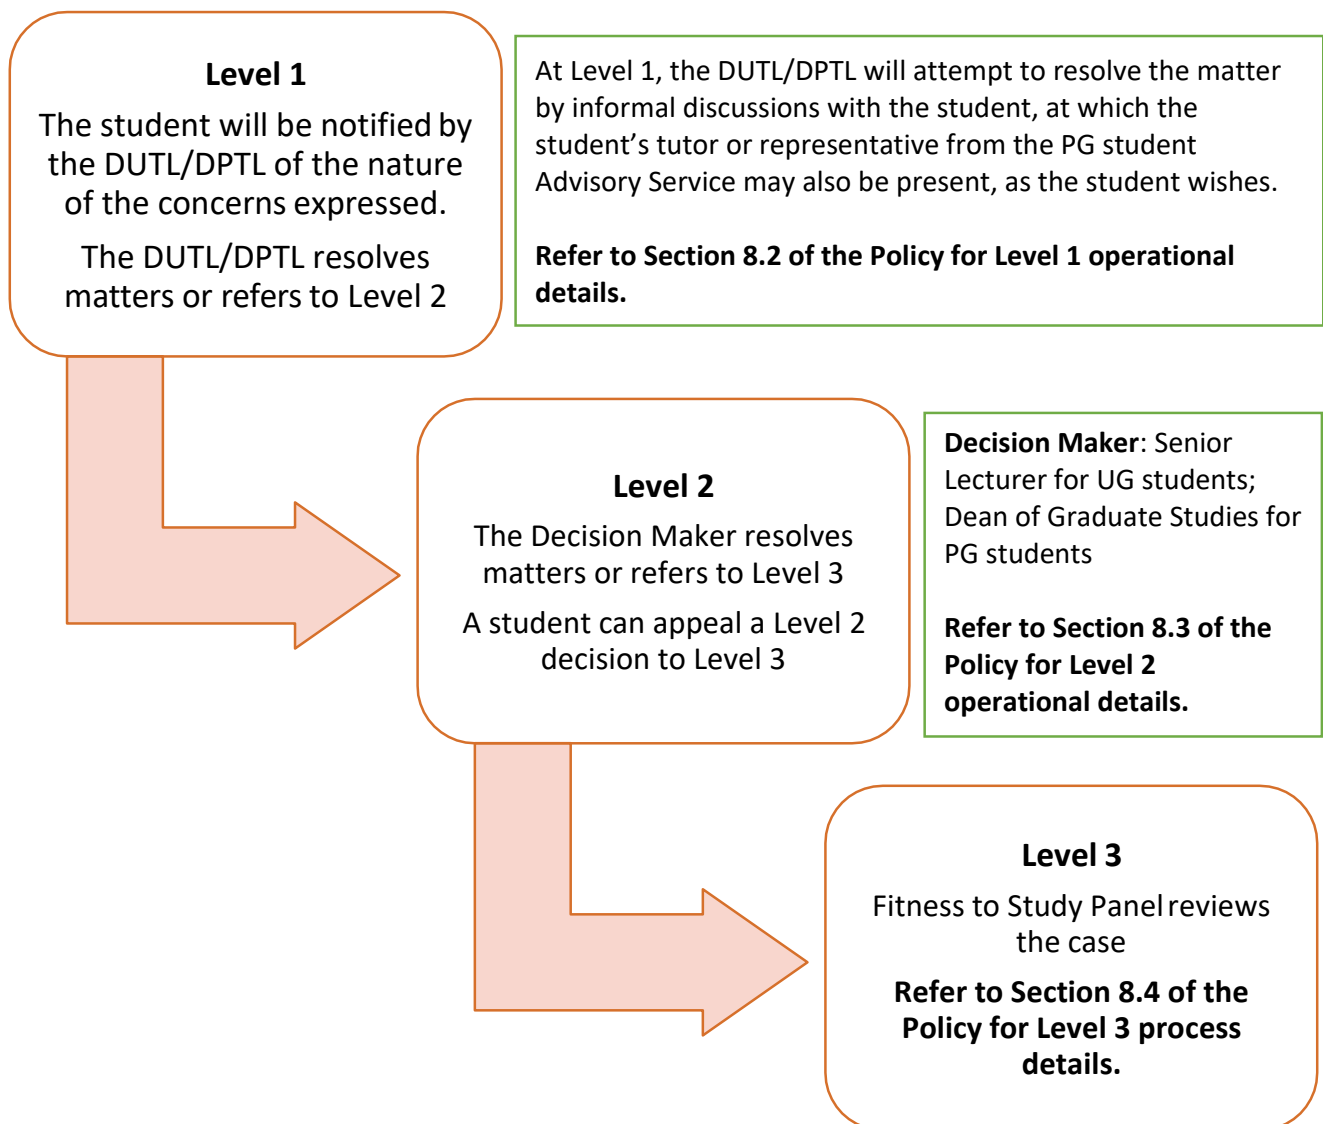 Level 1
The student will be notified by
the DUTL/DPTL of the nature
of the concerns expressed.
The DUTL/DPTL resolves
matters or refers to Level 2
At Level 1, the DUTL/DPTL will attempt to resolve the matter
by informal discussions with the student, at which the
student’s tutor or representative from the PG student
Advisory Service may also be present, as the student wishes.
Refer to Section 8.2 of the Policy for Level 1 operational
details.
Level 2
The Decision Maker resolves
matters or refers to Level 3
A student can appeal a Level 2
decision to Level 3
Decision Maker: Senior
Lecturer for UG students;
Dean of Graduate Studies for
PG students
Refer to Section 8.3 of the
Policy for Level 2
operational details.
Level 3
Fitness to Study Panel reviews
the case
Refer to Section 8.4 of the
Policy for Level 3 process
details.